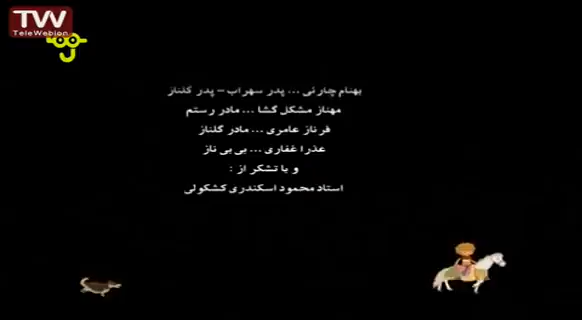 TW
TeleWebion
بهنام چارئی ... پدر سهراب - پدر گلناز
مهناز مشکل گشا ... مادر رستم
فرناز عامری ... مادر گلناز
عذرا غفاری ... بی بی ناز
و با تشکر از :
استاد محمود اسکندری کشکولی